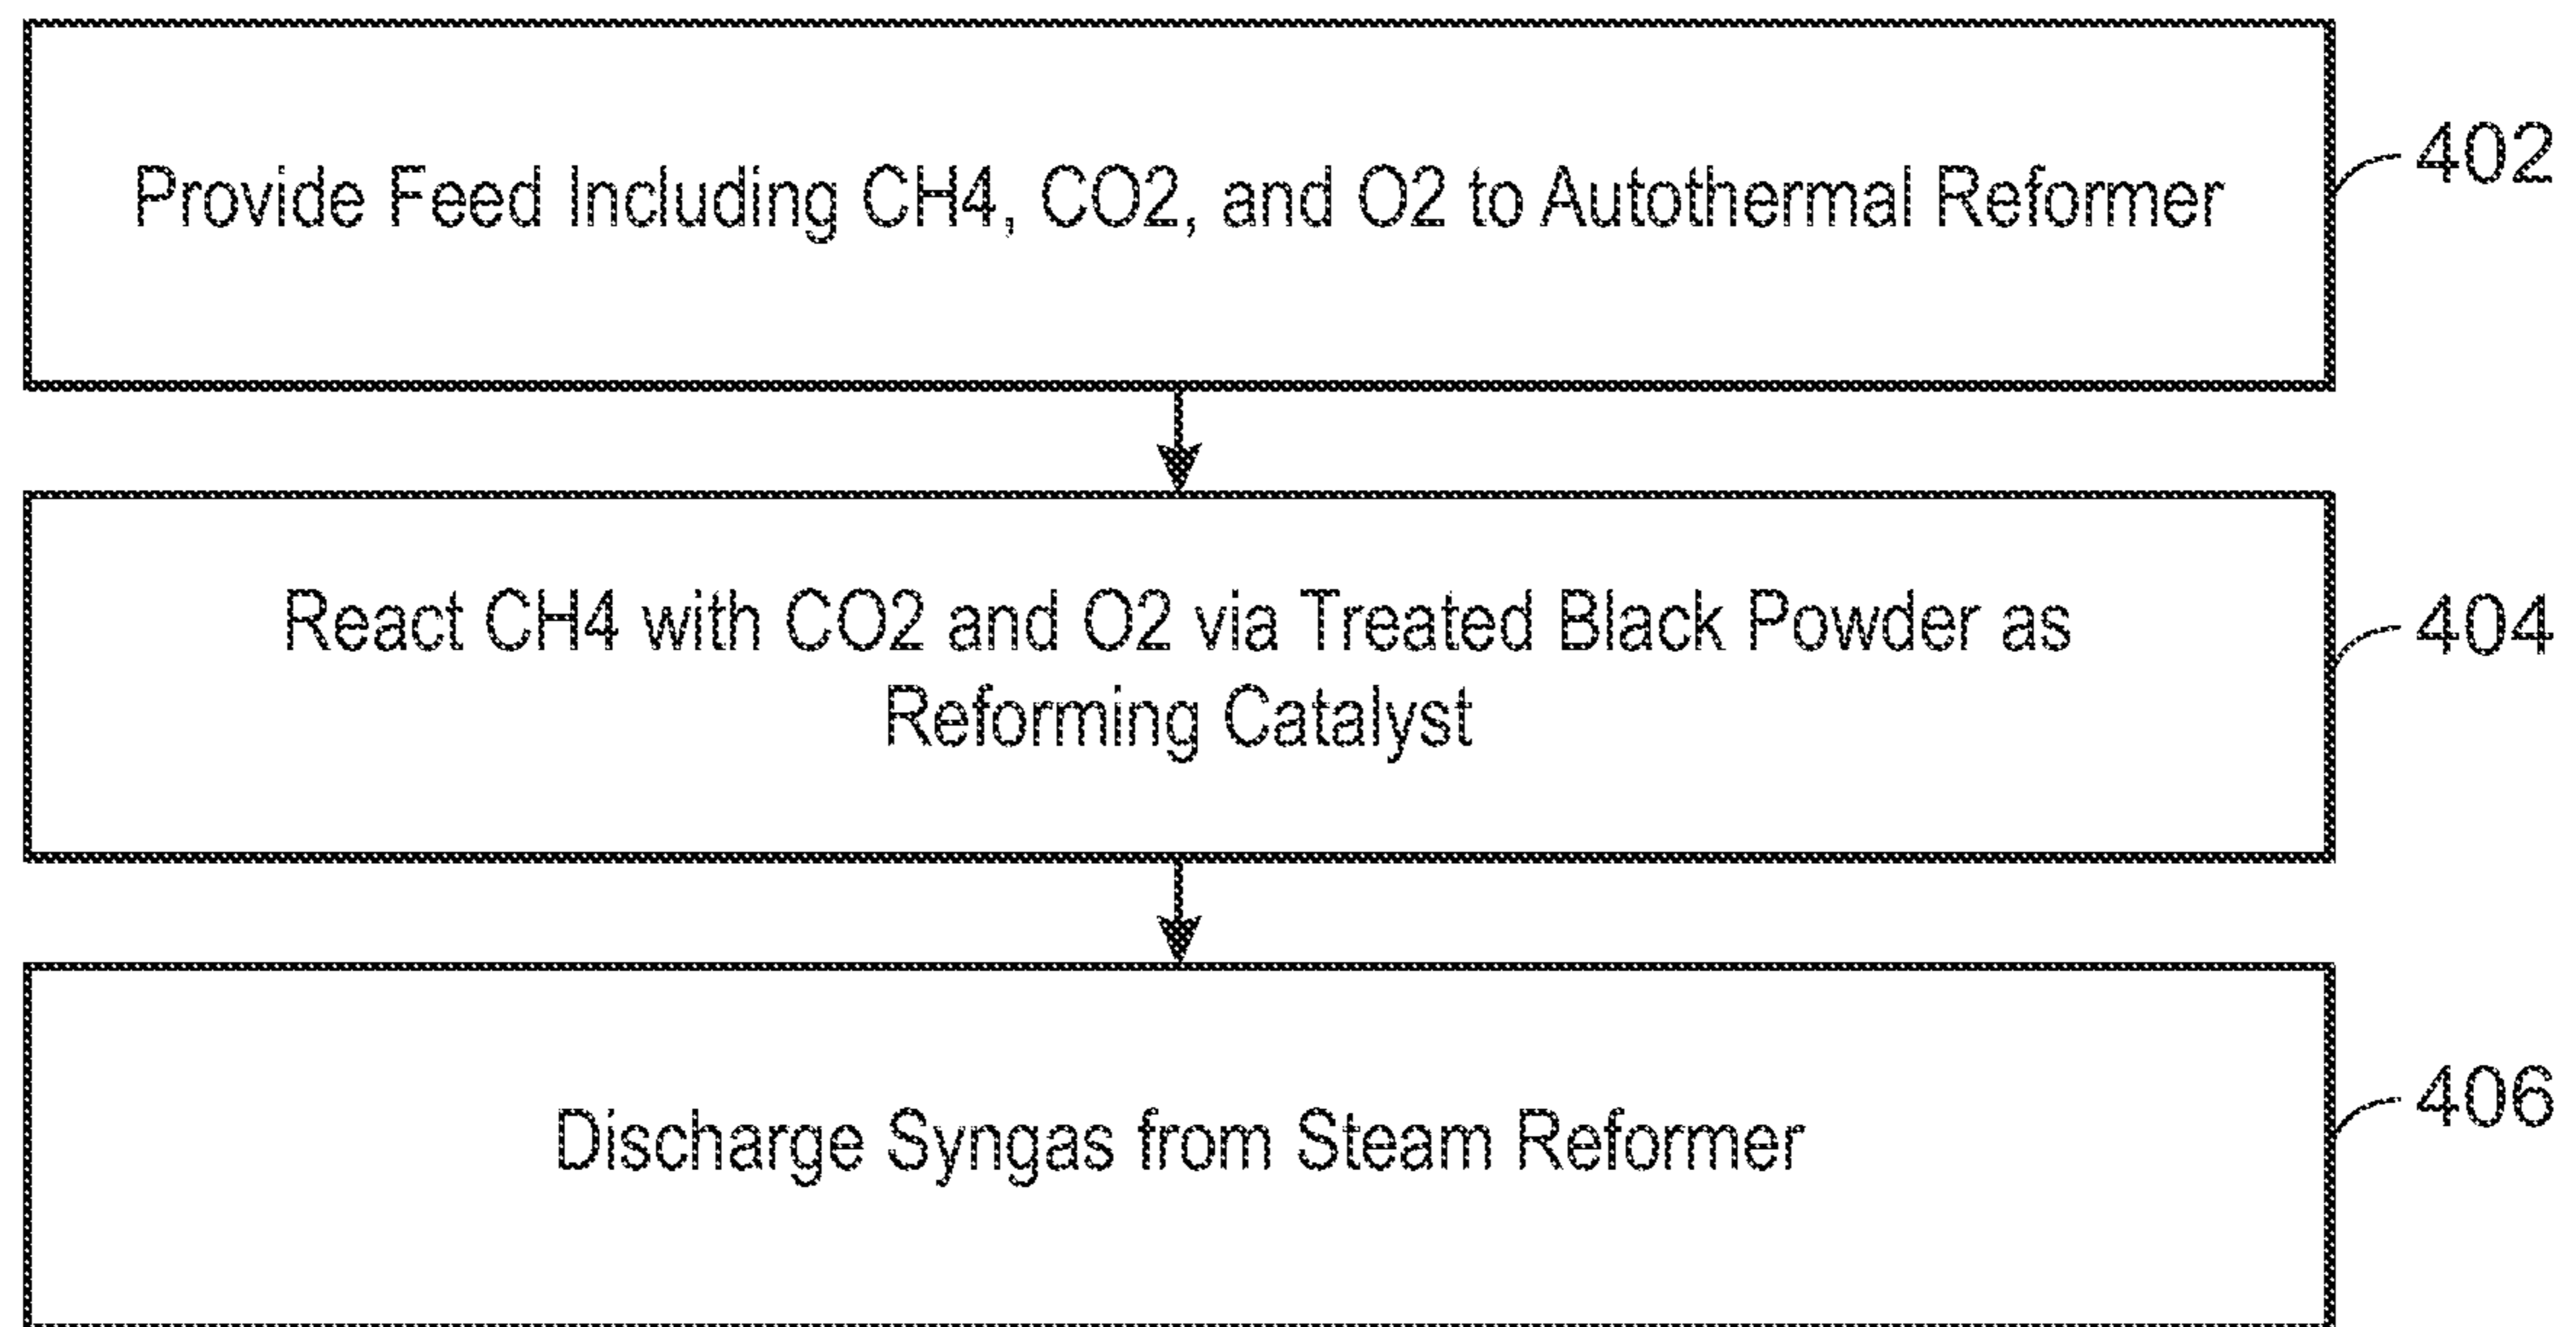 Provide Feed Including CH4, CO2, and O2 to Autothermal Reformer
402
React CH4 with CO2 and O2 via Treated Black Powder as
Reforming Catalyst
404
Discharge Syngas from Steam Reformer
406